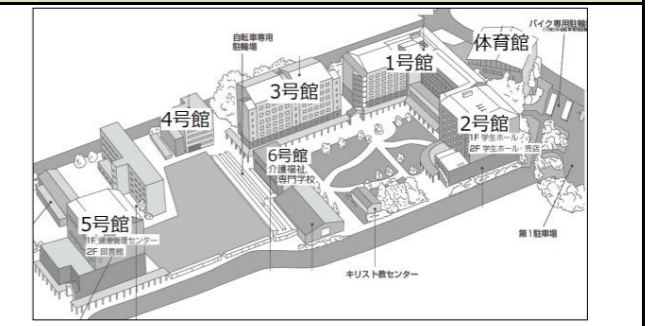 自転車専用
駐輪場
バイク専用駐輪
体育館
1号館
3号館
4号館
2号館
1F 学生ホール
2F 学生ホール・売店
6号館
介護福祉
専門学校
5号館
1F 健康管理センター
2F 図書館
第1駐車場
キリスト教センター